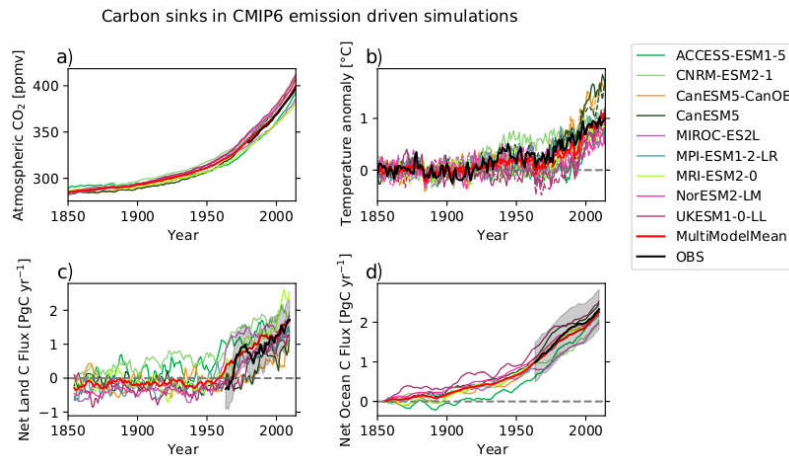 Carbon sinks in CMIP6 emission driven simulations
a)
Atmospheric CO₂ [ppmv]
400
350
300
1850 1900 1950 2000
Year
b)
Temperature anomaly [°C]
1
0
1850 1900 1950 2000
Year
ACCESS-ESM1-5
CNRM-ESM2-1
CanESM5-CanOE
CanESM5
MIROC-ES2L
MPI-ESM1-2-LR
MRI-ESM2-0
NorESM2-LM
UKESM1-0-LL
MultiModelMean
OBS
c)
Net Land C Flux [PgC yr⁻¹]
2
1
0
−1
1850 1900 1950 2000
Year
d)
Net Ocean C Flux [PgC yr⁻¹]
2
1
0
1850 1900 1950 2000
Year